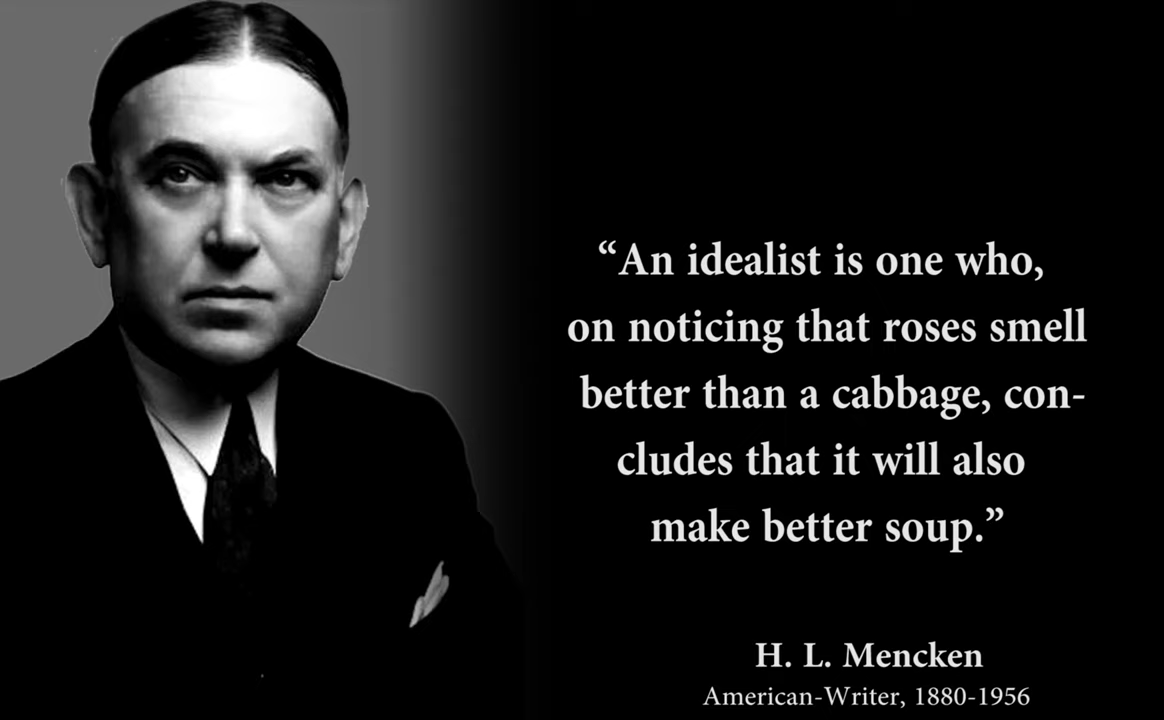 “An idealist is one who,
on noticing that roses smell
better than a cabbage, con-
cludes that it will also
make better soup.”
H. L. Mencken
American-Writer, 1880-1956